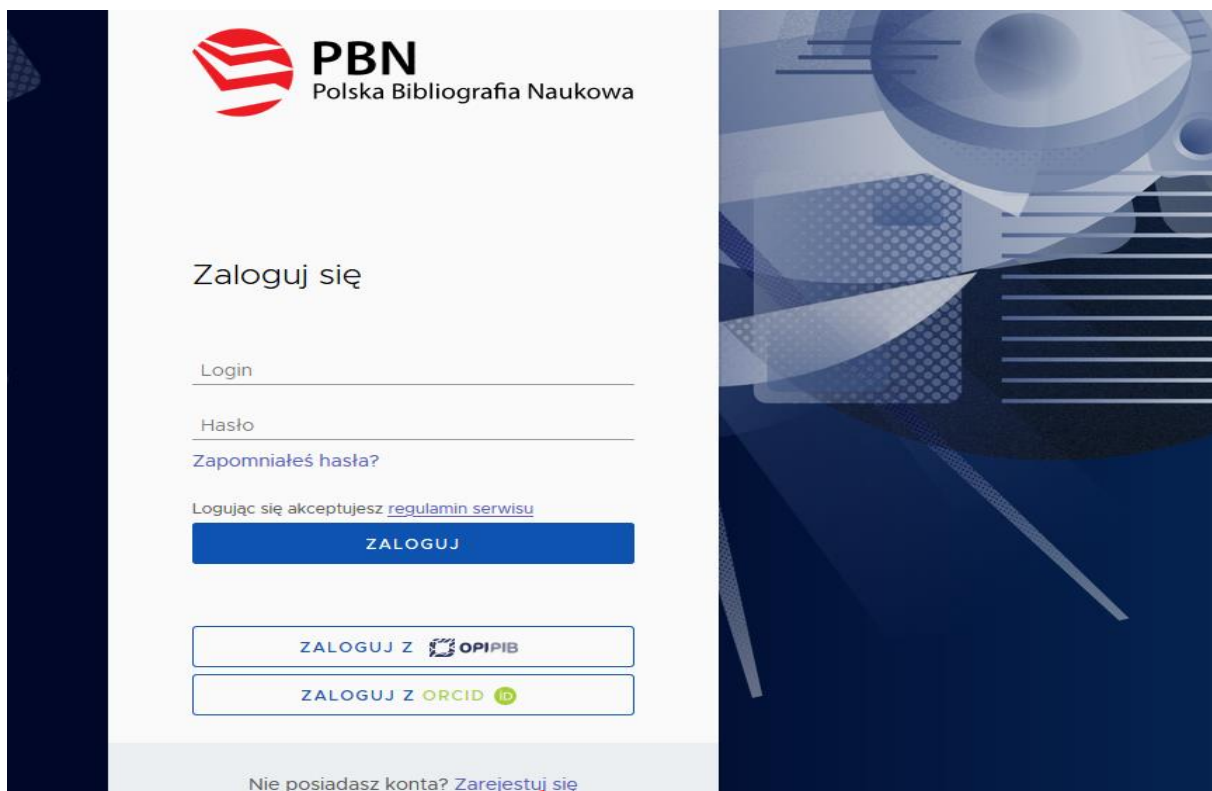 PBN
Polska Bibliografia Naukowa
Zaloguj się
Login
Hasło
Zapomniałeś hasła?
Logując się akceptujesz regulamin serwisu
ZALOGUJ
ZALOGUJ Z OPIPIB
ZALOGUJ Z ORCID iD
Nie posiadasz konta? Zarejestuj się